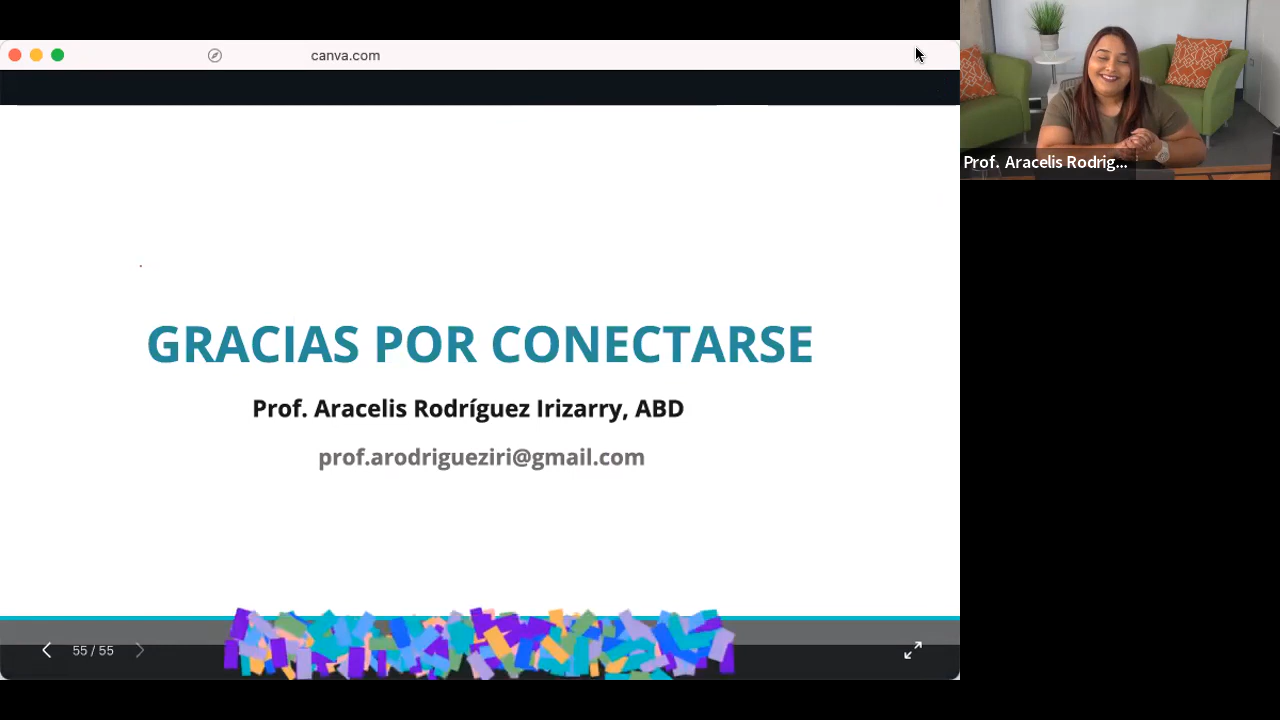 canva.com
GRACIAS POR CONECTARSE
Prof. Aracelis Rodríguez Irizarry, ABD
prof.arodrigueziri@gmail.com
55 / 55
Prof. Aracelis Rodrig...